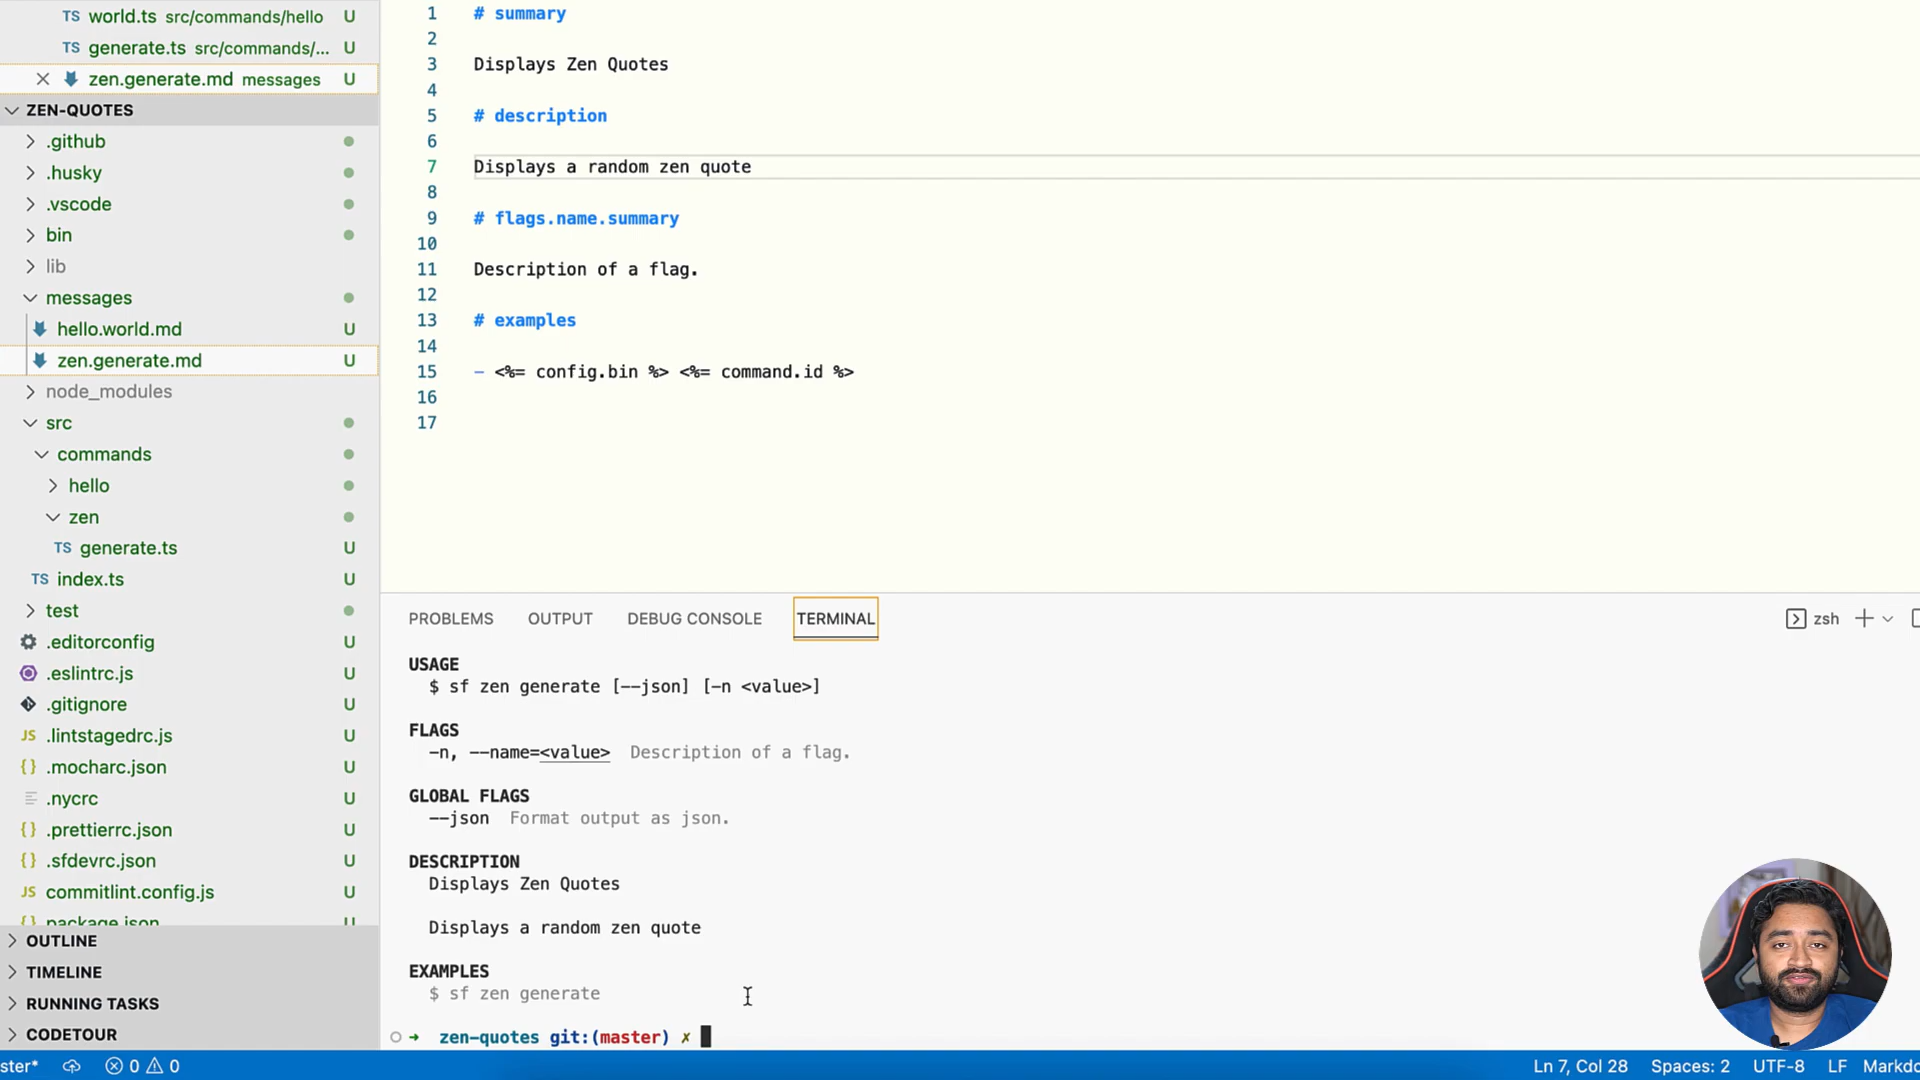 TS world.ts src/commands/hello U
TS generate.ts src/commands/... U
zen.generate.md messages U
ZEN-QUOTES
.github
.husky
.vscode
bin
lib
messages
hello.world.md U
zen.generate.md U
node_modules
src
commands
hello
zen
TS generate.ts U
TS index.ts U
test
.editorconfig U
.eslintrc.js U
.gitignore U
JS .lintstagedrc.js U
{} .mocharc.json U
.nycrc U
{} .prettierrc.json U
{} .sfdevrc.json U
JS commitlint.config.js U
{} package.json U
OUTLINE
TIMELINE
RUNNING TASKS
CODETOUR
1 # summary
2
3 Displays Zen Quotes
4
5 # description
6
7 Displays a random zen quote
8
9 # flags.name.summary
10
11 Description of a flag.
12
13 # examples
14
15 - <%= config.bin %> <%= command.id %>
16
17
PROBLEMS OUTPUT DEBUG CONSOLE TERMINAL
zsh
USAGE
$ sf zen generate [--json] [-n <value>]
FLAGS
-n, --name=<value> Description of a flag.
GLOBAL FLAGS
--json Format output as json.
DESCRIPTION
Displays Zen Quotes
Displays a random zen quote
EXAMPLES
$ sf zen generate
➜ zen-quotes git:(master) ✗
ster* 0 0 Ln 7, Col 28 Spaces: 2 UTF-8 LF Markdo